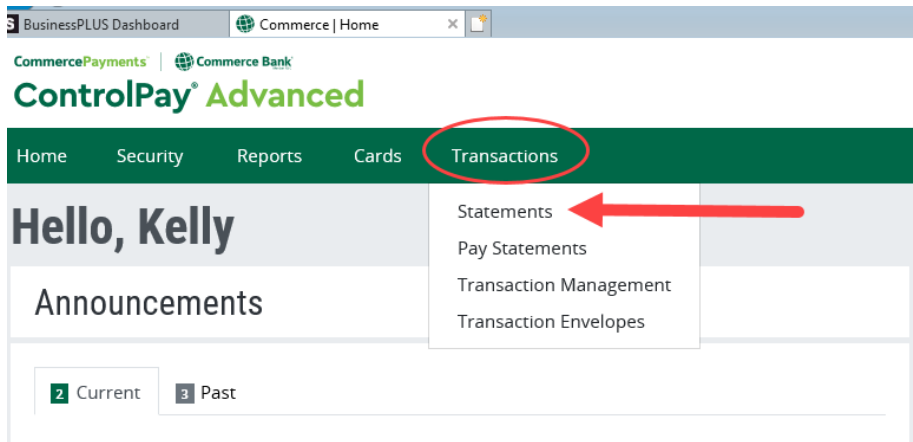 S BusinessPLUS Dashboard Commerce | Home ×
CommercePayments Commerce Bank
ControlPay® Advanced
Home Security Reports Cards Transactions
Hello, Kelly
Statements
Pay Statements
Transaction Management
Transaction Envelopes
Announcements
2 Current 3 Past